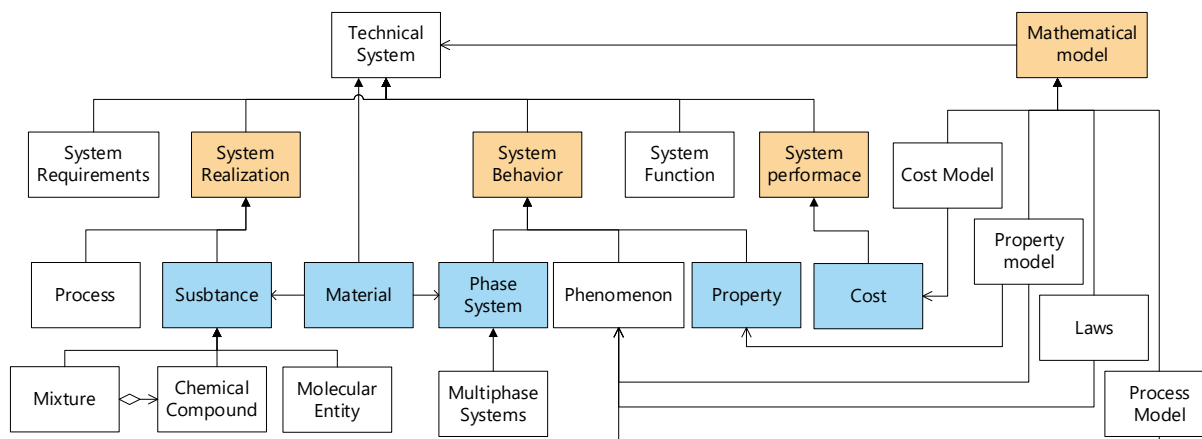 Technical
System
Mathematical
model
System
Requirements
System
Realization
System
Behavior
System
Function
System
performace
Cost Model
Property
model
Process
Susbtance
Material
Phase
System
Phenomenon
Property
Cost
Laws
Mixture
Chemical
Compound
Molecular
Entity
Multiphase
Systems
Process
Model